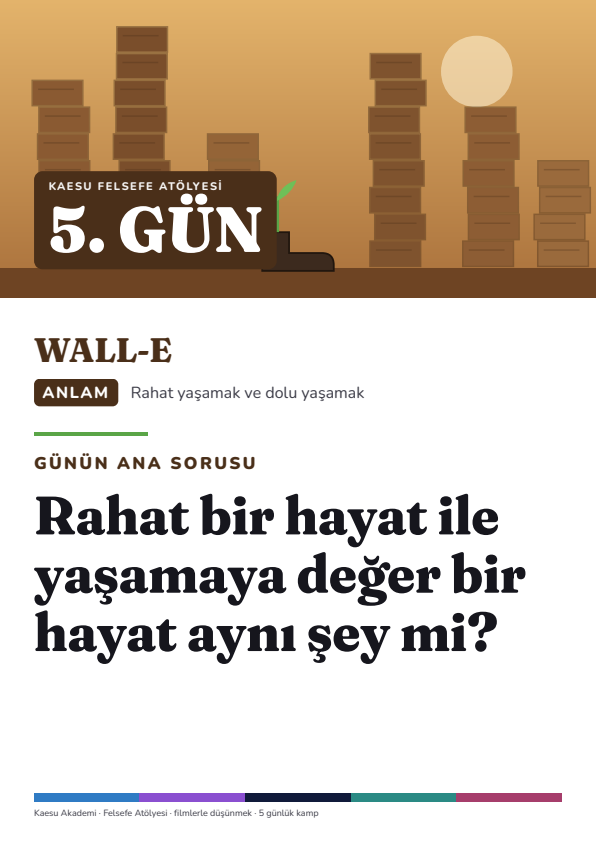 KAESU FELSEFE ATÖLYESİ
5. GÜN
WALL-E
ANLAM Rahat yaşamak ve dolu yaşamak
GÜNÜN ANA SORUSU
Rahat bir hayat ile
yaşamaya değer bir
hayat aynı şey mi?
Kaesu Akademi · Felsefe Atölyesi · filmlerle düşünmek · 5 günlük kamp